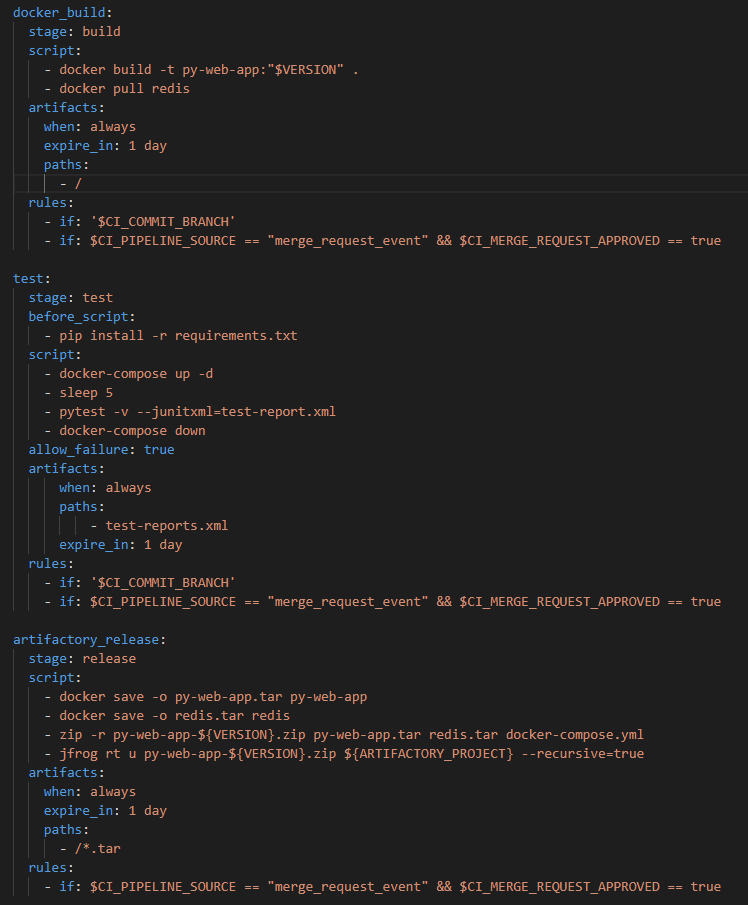 docker_build:
  stage: build
  script:
    - docker build -t py-web-app:"$VERSION" .
    - docker pull redis
  artifacts:
    when: always
    expire_in: 1 day
    paths:
      - /
  rules:
    - if: '$CI_COMMIT_BRANCH'
    - if: $CI_PIPELINE_SOURCE == "merge_request_event" && $CI_MERGE_REQUEST_APPROVED == true

test:
  stage: test
  before_script:
    - pip install -r requirements.txt
  script:
    - docker-compose up -d
    - sleep 5
    - pytest -v --junitxml=test-report.xml
    - docker-compose down
  allow_failure: true
  artifacts:
      when: always
      paths:
          - test-reports.xml
      expire_in: 1 day
  rules:
    - if: '$CI_COMMIT_BRANCH'
    - if: $CI_PIPELINE_SOURCE == "merge_request_event" && $CI_MERGE_REQUEST_APPROVED == true

artifactory_release:
  stage: release
  script:
    - docker save -o py-web-app.tar py-web-app
    - docker save -o redis.tar redis
    - zip -r py-web-app-${VERSION}.zip py-web-app.tar redis.tar docker-compose.yml
    - jfrog rt u py-web-app-${VERSION}.zip ${ARTIFACTORY_PROJECT} --recursive=true
  artifacts:
    when: always
    expire_in: 1 day
    paths:
      - /*.tar
  rules:
    - if: $CI_PIPELINE_SOURCE == "merge_request_event" && $CI_MERGE_REQUEST_APPROVED == true